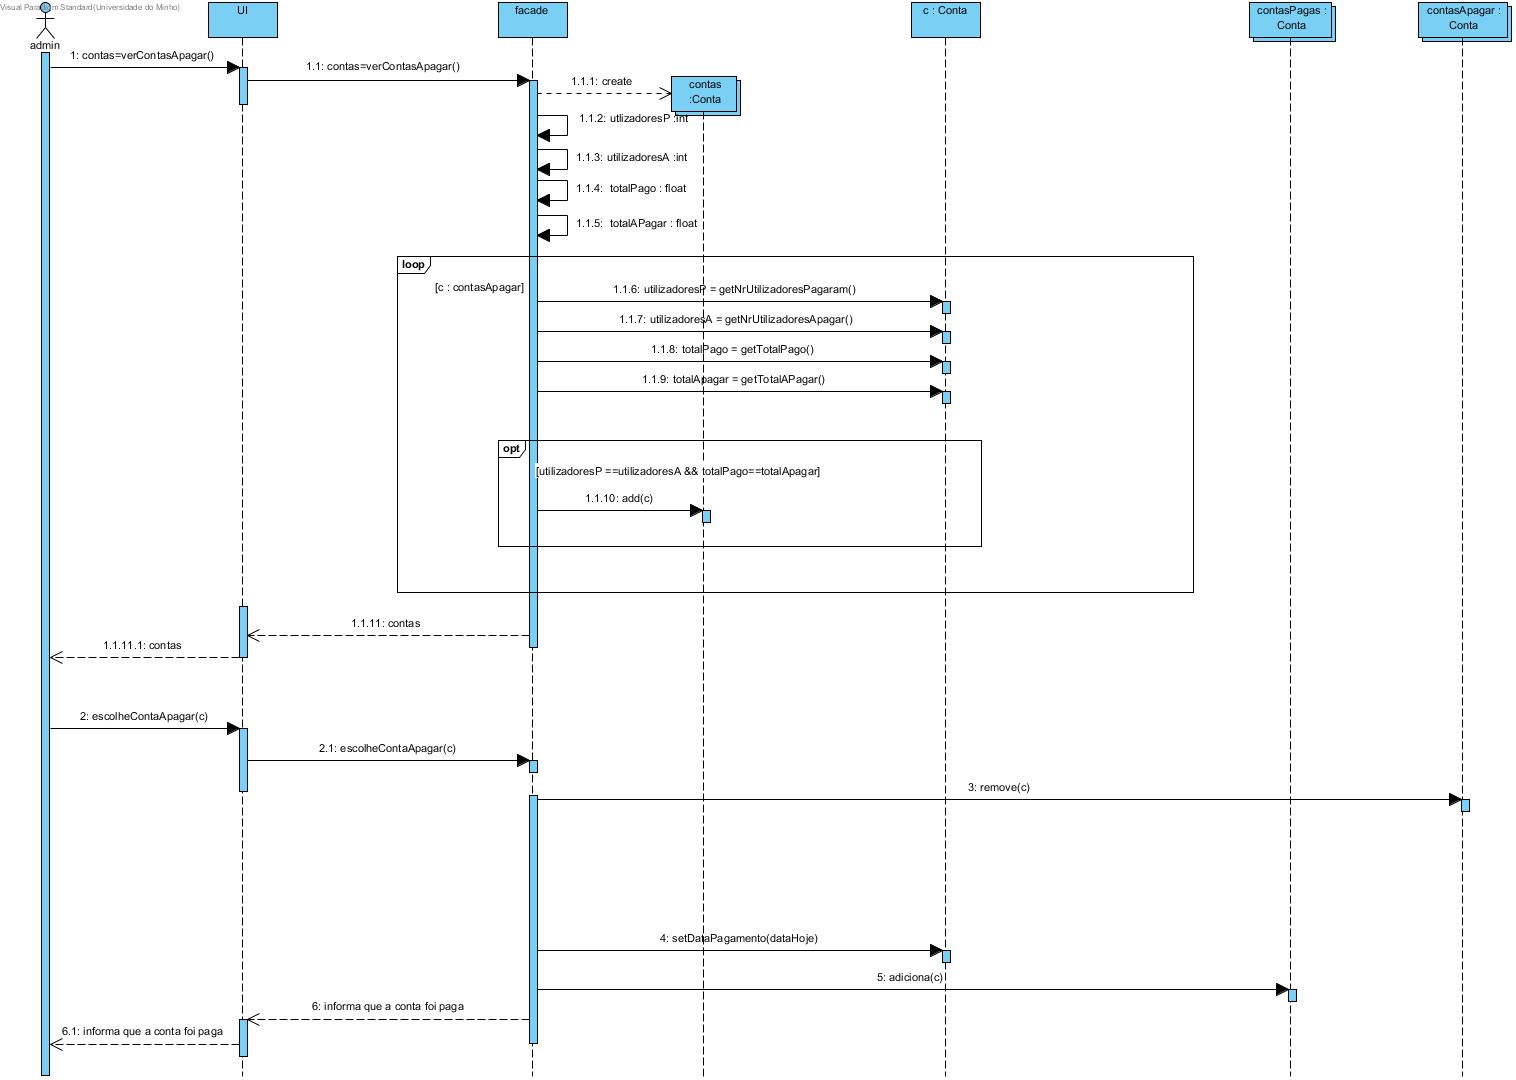 Visual Paradigm Standard(Universidade do Minho)
admin
UI
facade
c : Conta
contasPagas :
Conta
contasApagar :
Conta
1: contas=verContasApagar()
1.1: contas=verContasApagar()
1.1.1: create
contas
:Conta
1.1.2: utlizadoresP :int
1.1.3: utilizadoresA :int
1.1.4: totalPago : float
1.1.5: totalAPagar : float
loop
[c : contasApagar]
1.1.6: utilizadoresP = getNrUtilizadoresPagaram()
1.1.7: utilizadoresA = getNrUtilizadoresApagar()
1.1.8: totalPago = getTotalPago()
1.1.9: totalApagar = getTotalAPagar()
opt
[utilizadoresP ==utilizadoresA && totalPago==totalApagar]
1.1.10: add(c)
1.1.11: contas
1.1.11.1: contas
2: escolheContaApagar(c)
2.1: escolheContaApagar(c)
3: remove(c)
4: setDataPagamento(dataHoje)
5: adiciona(c)
6: informa que a conta foi paga
6.1: informa que a conta foi paga